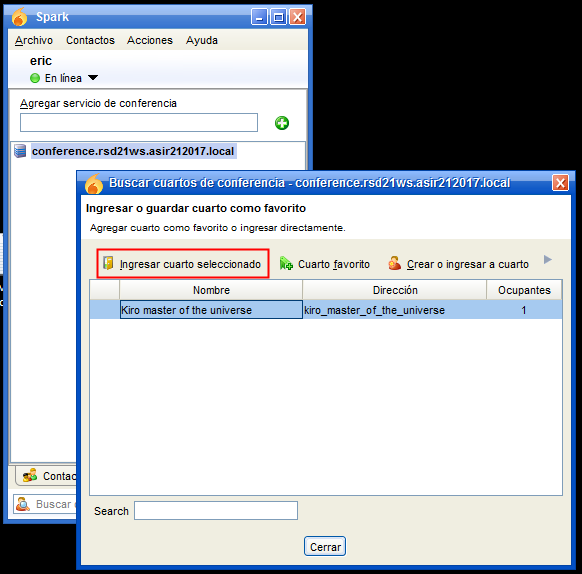 Spark
Archivo Contactos Acciones Ayuda
eric
En línea
Agregar servicio de conferencia
conference.rsd21ws.asir212017.local
Buscar cuartos de conferencia - conference.rsd21ws.asir212017.local
Ingresar o guardar cuarto como favorito
Agregar cuarto como favorito o ingresar directamente.
Ingresar cuarto seleccionado Cuarto favorito Crear o ingresar a cuarto
Nombre Dirección Ocupantes
Kiro master of the universe kiro_master_of_the_universe 1
Contac
Search
Buscar
Cerrar